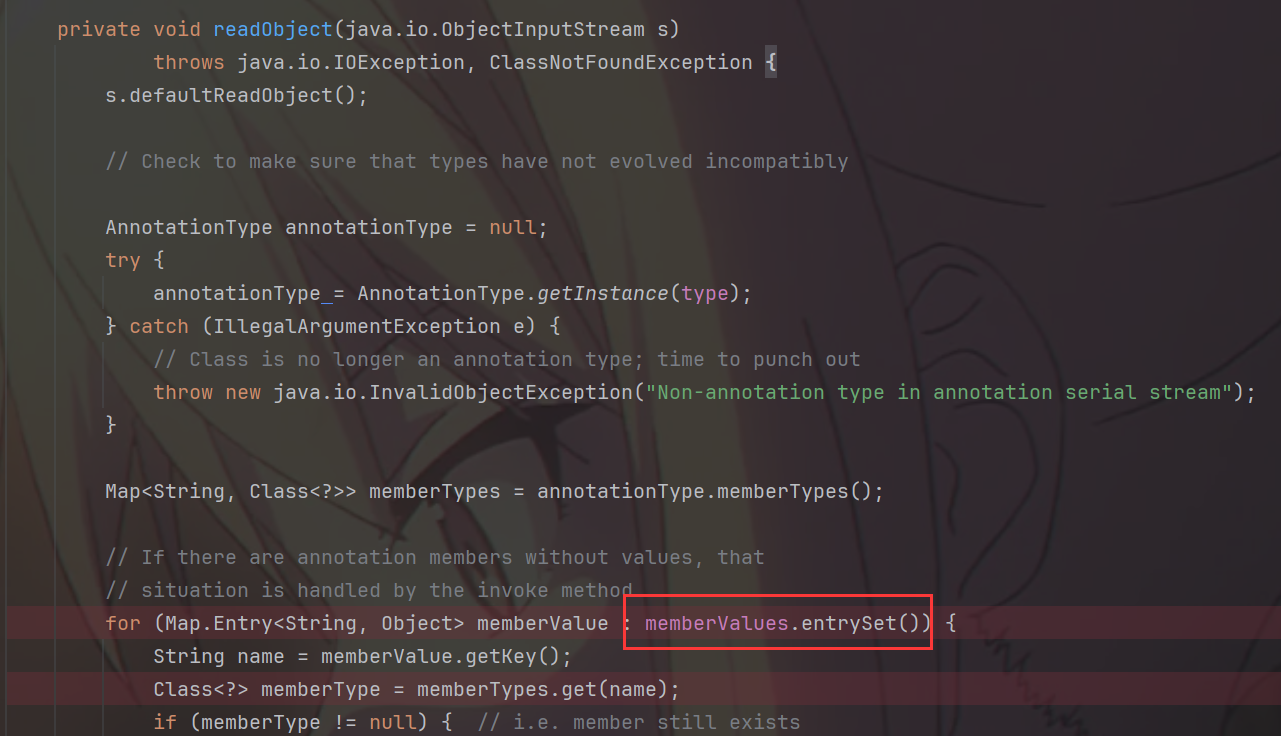 private void readObject(java.io.ObjectInputStream s)
throws java.io.IOException, ClassNotFoundException {
s.defaultReadObject();
// Check to make sure that types have not evolved incompatibly
AnnotationType annotationType = null;
try {
annotationType = AnnotationType.getInstance(type);
} catch (IllegalArgumentException e) {
// Class is no longer an annotation type; time to punch out
throw new java.io.InvalidObjectException("Non-annotation type in annotation serial stream");
}
Map<String, Class<?>> memberTypes = annotationType.memberTypes();
// If there are annotation members without values, that
// situation is handled by the invoke method
for (Map.Entry<String, Object> memberValue : memberValues.entrySet()) {
String name = memberValue.getKey();
Class<?> memberType = memberTypes.get(name);
if (memberType != null) {  // i.e. member still exists